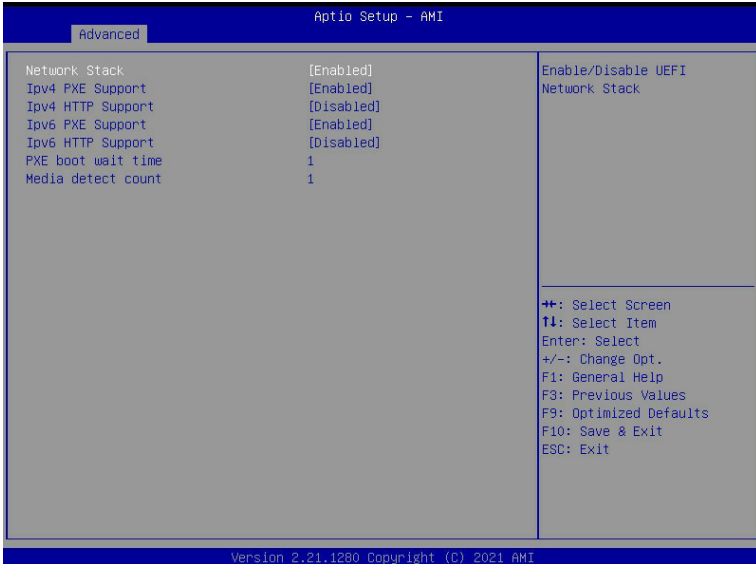 Aptio Setup – AMI
Advanced
Network Stack [Enabled]
Ipv4 PXE Support [Enabled]
Ipv4 HTTP Support [Disabled]
Ipv6 PXE Support [Enabled]
Ipv6 HTTP Support [Disabled]
PXE boot wait time 1
Media detect count 1
Enable/Disable UEFI
Network Stack
→←: Select Screen
↑↓: Select Item
Enter: Select
+/-: Change Opt.
F1: General Help
F3: Previous Values
F9: Optimized Defaults
F10: Save & Exit
ESC: Exit
Version 2.21.1280 Copyright (C) 2021 AMI